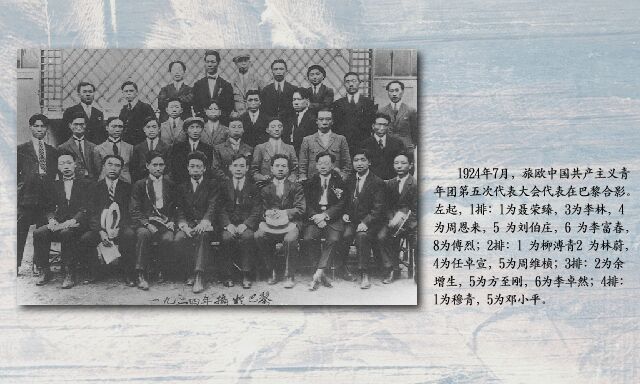 1924年7月，旅欧中国共产主义青
年团第五次代表大会代表在巴黎合影。
左起，1排：1为聂荣臻，3为李林，4
为周恩来，5 为刘伯庄，6 为李富春，
8为傅烈；2排：1 为柳溥青2 为林蔚，
4为任卓宣，5为周维桢；3排：2为余
增生，5为方至刚，6为李卓然；4排：
1为穆青，5为邓小平。
一九二四年摄於巴黎